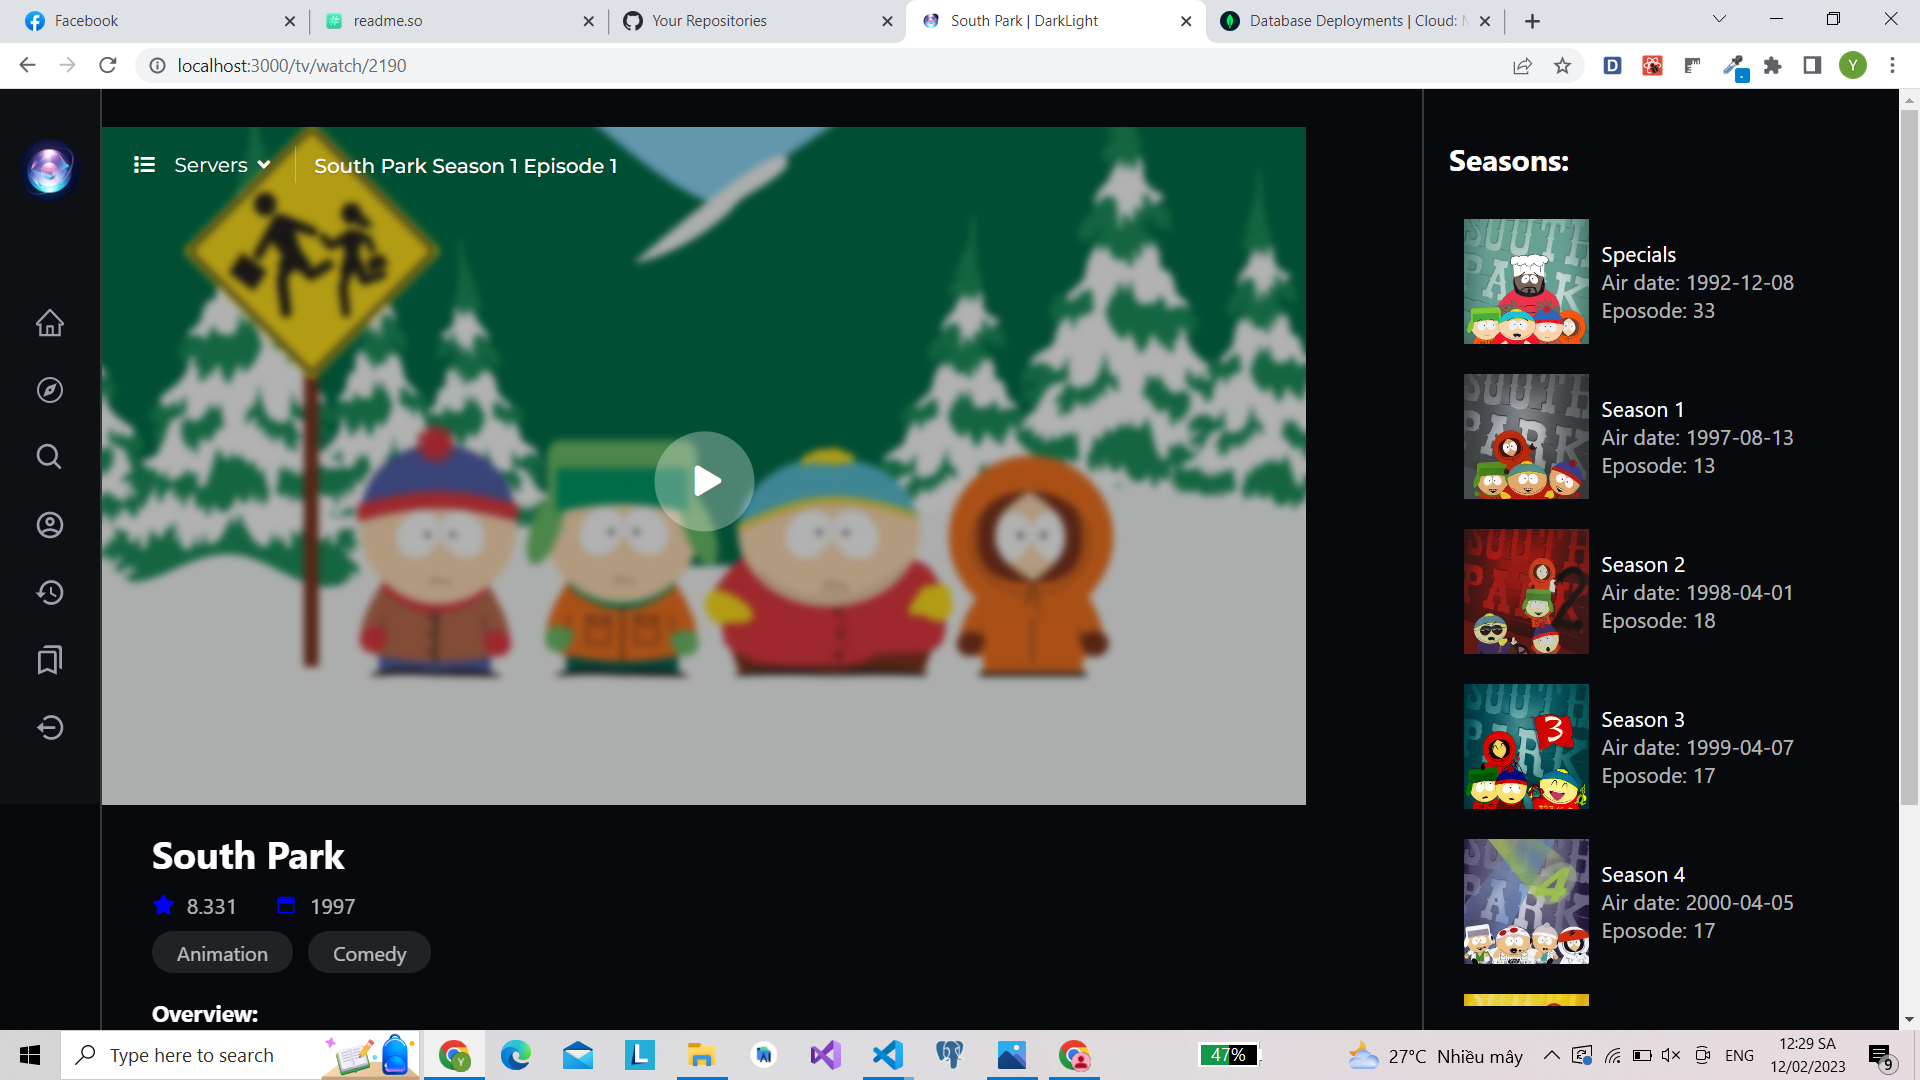 Facebook
readme.so
Your Repositories
South Park | DarkLight
Database Deployments | Cloud: M
localhost:3000/tv/watch/2190
D
Y
Servers
South Park Season 1 Episode 1
Seasons:
Specials
Air date: 1992-12-08
Eposode: 33
Season 1
Air date: 1997-08-13
Eposode: 13
Season 2
Air date: 1998-04-01
Eposode: 18
Season 3
Air date: 1999-04-07
Eposode: 17
Season 4
Air date: 2000-04-05
Eposode: 17
South Park
8.331
1997
Animation
Comedy
Overview:
Type here to search
Y
L
47%
27°C Nhiều mây
ENG
12:29 SA
12/02/2023
9